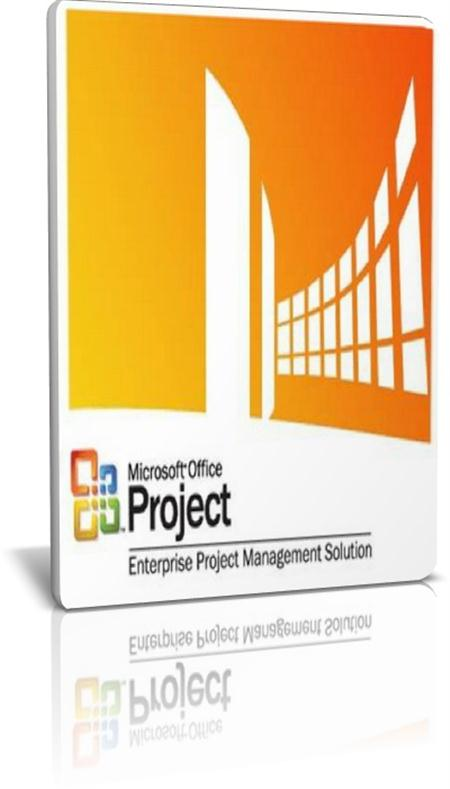 Microsoft Office
Project
Enterprise Project Management Solution